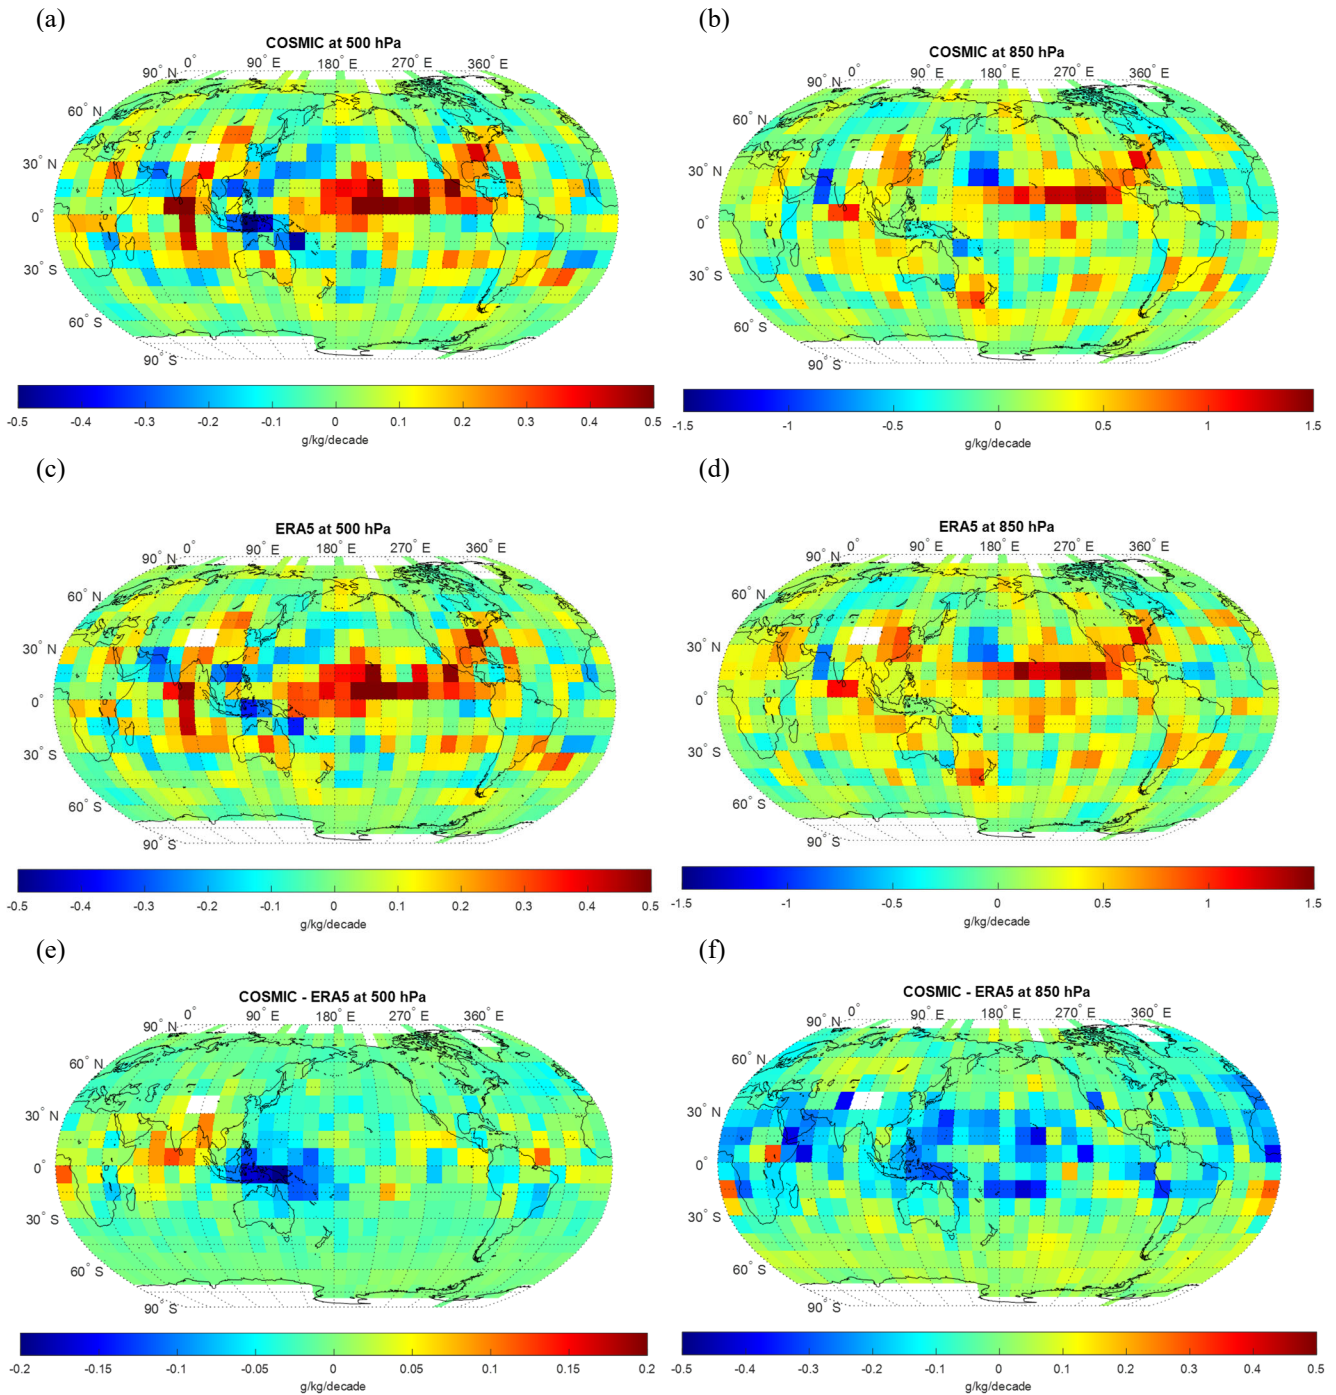 (a)
COSMIC at 500 hPa
0° 90° E 180° E 270° E 360° E
90° N
60° N
30° N
0°
30° S
60° S
90° S
-0.5 -0.4 -0.3 -0.2 -0.1 0 0.1 0.2 0.3 0.4 0.5
g/kg/decade
(b)
COSMIC at 850 hPa
0° 90° E 180° E 270° E 360° E
90° N
60° N
30° N
0°
30° S
60° S
90° S
-1.5 -1 -0.5 0 0.5 1 1.5
g/kg/decade
(c)
ERA5 at 500 hPa
0° 90° E 180° E 270° E 360° E
90° N
60° N
30° N
0°
30° S
60° S
90° S
-0.5 -0.4 -0.3 -0.2 -0.1 0 0.1 0.2 0.3 0.4 0.5
g/kg/decade
(d)
ERA5 at 850 hPa
0° 90° E 180° E 270° E 360° E
90° N
60° N
30° N
0°
30° S
60° S
90° S
-1.5 -1 -0.5 0 0.5 1 1.5
g/kg/decade
(e)
COSMIC - ERA5 at 500 hPa
0° 90° E 180° E 270° E 360° E
90° N
60° N
30° N
0°
30° S
60° S
90° S
-0.2 -0.15 -0.1 -0.05 0 0.05 0.1 0.15 0.2
g/kg/decade
(f)
COSMIC - ERA5 at 850 hPa
0° 90° E 180° E 270° E 360° E
90° N
60° N
30° N
0°
30° S
60° S
90° S
-0.5 -0.4 -0.3 -0.2 -0.1 0 0.1 0.2 0.3 0.4 0.5
g/kg/decade